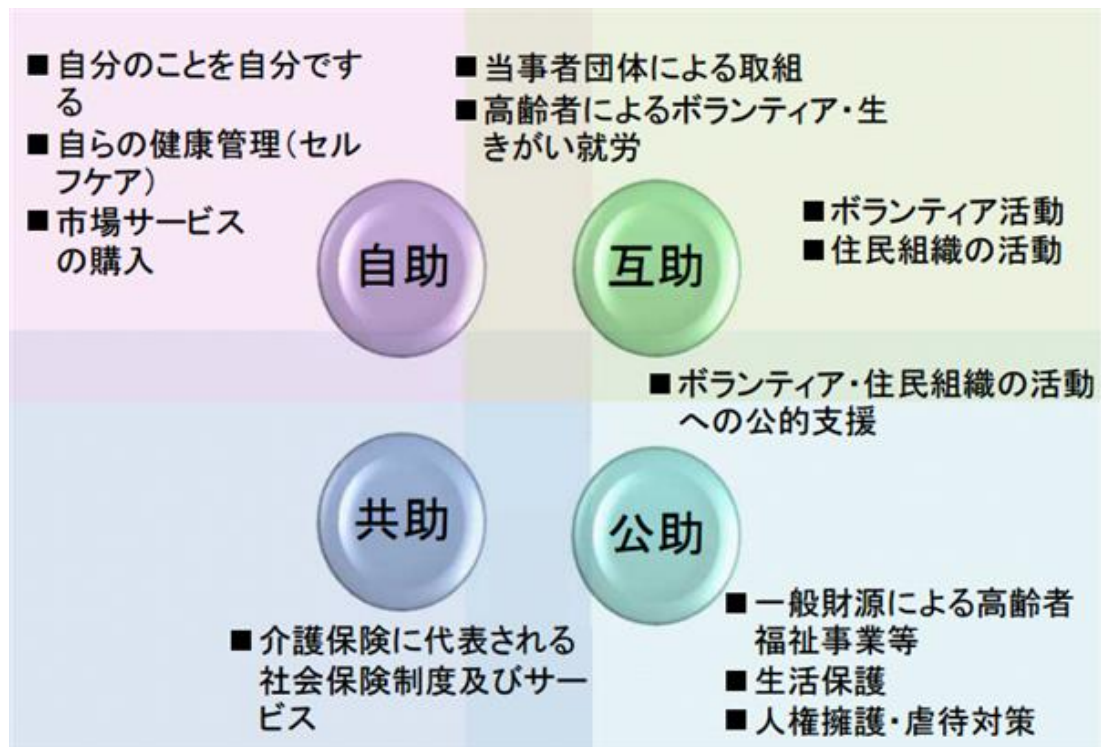 ■ 自分のことを自分です
る
■ 自らの健康管理(セル
フケア)
■ 市場サービス
の購入
■ 当事者団体による取組
■ 高齢者によるボランティア・生
きがい就労
■ボランティア活動
■住民組織の活動
自助
互助
■ ボランティア・住民組織の活動
への公的支援
共助
公助
■ 介護保険に代表される
社会保険制度及びサー
ビス
■ 一般財源による高齢者
福祉事業等
■ 生活保護
■ 人権擁護・虐待対策